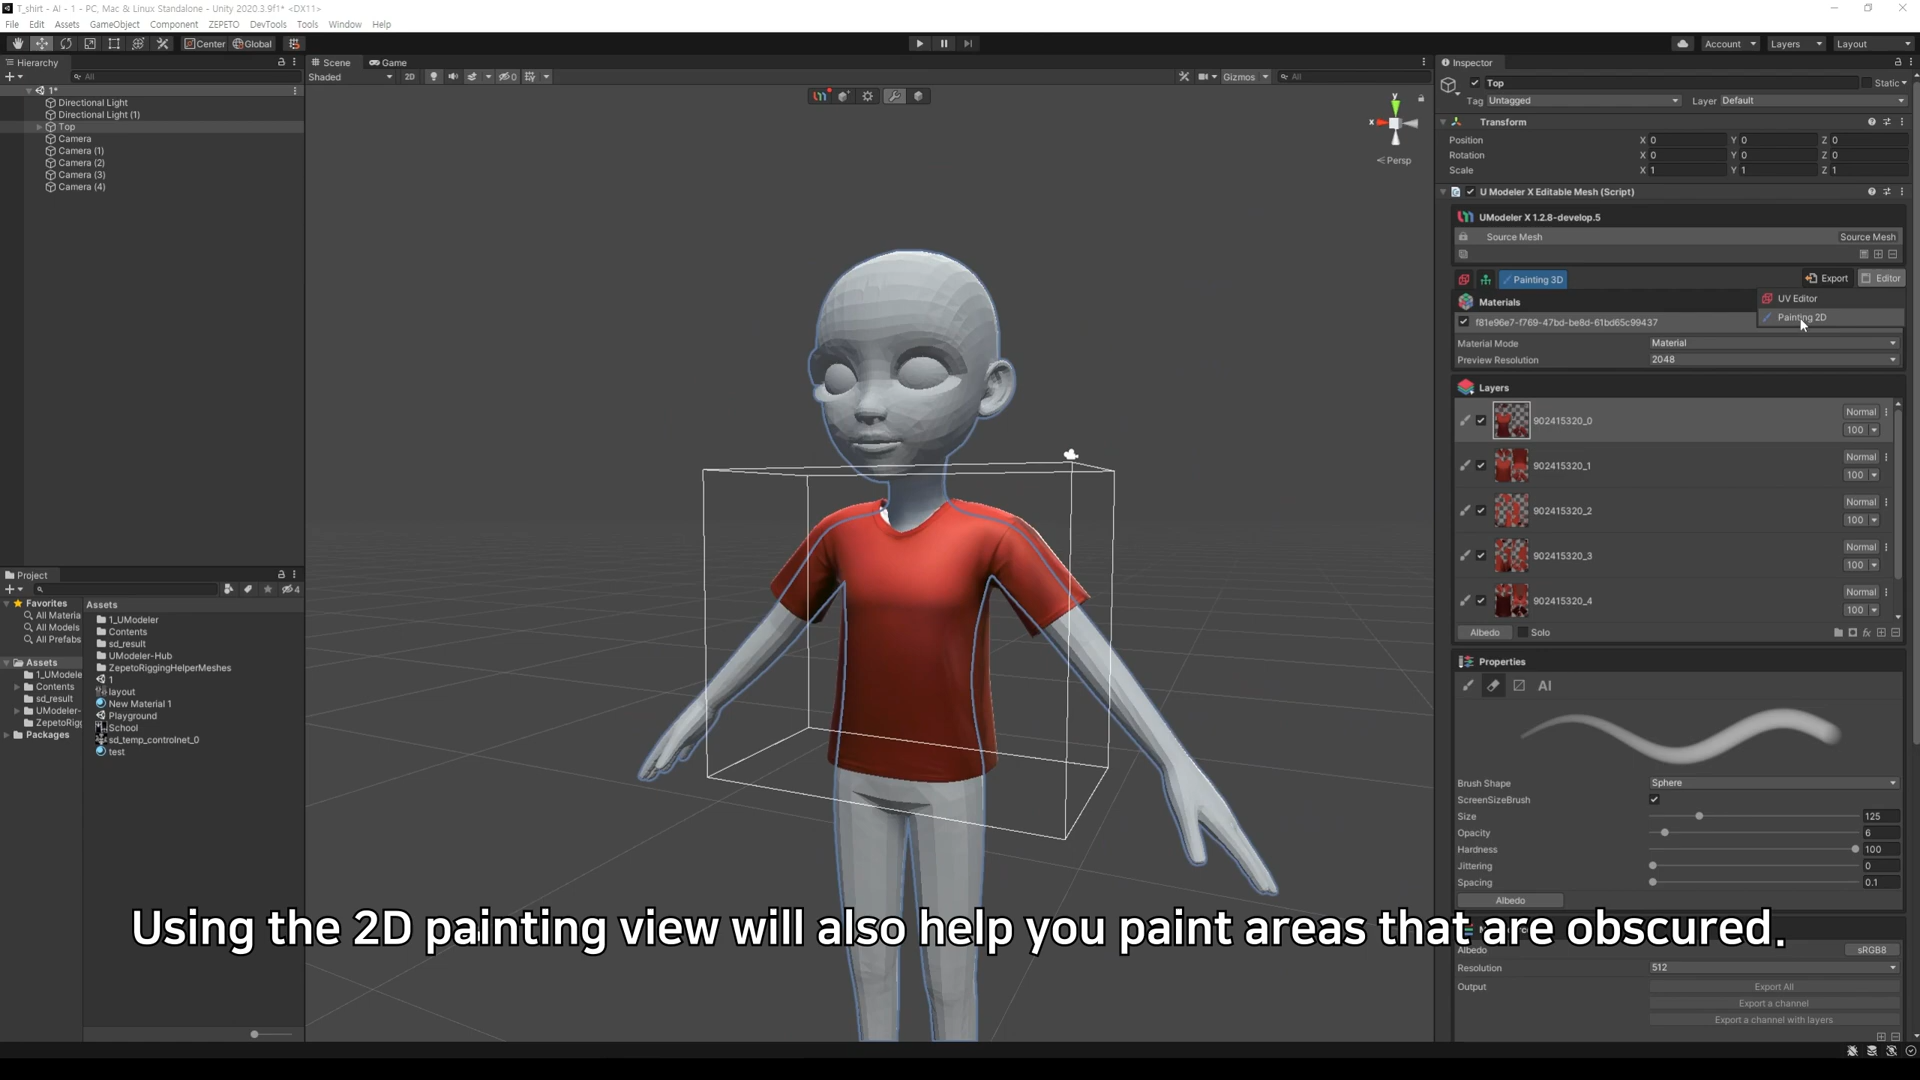 T_shirt - AI - 1 - PC, Mac & Linux Standalone - Unity 2020.3.9f1* <DX11>
File Edit Assets GameObject Component ZEPETO DevTools Tools Window Help
Center Global
Account Layers Layout
Hierarchy
All
1*
Directional Light
Directional Light (1)
Top
Camera
Camera (1)
Camera (2)
Camera (3)
Camera (4)
Scene Game
Shaded 2D 0 Gizmos All
y
x
Persp
Project
4
Favorites
All Materia
All Models
All Prefabs
Assets
1_UModele
Contents
sd_result
UModeler-
ZepetoRigg
Packages
Assets
1_UModeler
Contents
sd_result
UModeler-Hub
ZepetoRiggingHelperMeshes
1
layout
New Material 1
Playground
School
sd_temp_controlnet_0
test
Inspector
Top Static
Tag Untagged Layer Default
Transform
Position X 0 Y 0 Z 0
Rotation X 0 Y 0 Z 0
Scale X 1 Y 1 Z 1
U Modeler X Editable Mesh (Script)
UModeler X 1.2.8-develop.5
Source Mesh Source Mesh
Painting 3D Export Editor
UV Editor
Painting 2D
Materials
f81e96e7-f769-47bd-be8d-61bd65c99437
Material Mode Material
Preview Resolution 2048
Layers
902415320_0 Normal 100
902415320_1 Normal 100
902415320_2 Normal 100
902415320_3 Normal 100
902415320_4 Normal 100
Albedo Solo fx
Properties
AI
Brush Shape Sphere
ScreenSizeBrush
Size 125
Opacity 6
Hardness 100
Jittering 0
Spacing 0.1
Albedo
Using the 2D painting view will also help you paint areas that are obscured.
Albedo sRGB8
Resolution 512
Output Export All
Export a channel
Export a channel with layers